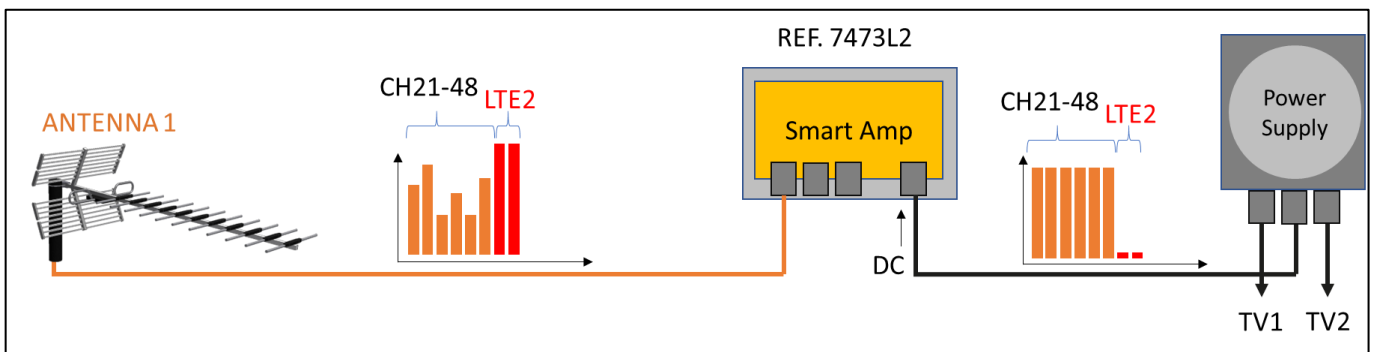 REF. 7473L2
CH21-48 LTE2
ANTENNA 1
Smart Amp
CH21-48 LTE2
Power
Supply
DC
TV1 TV2